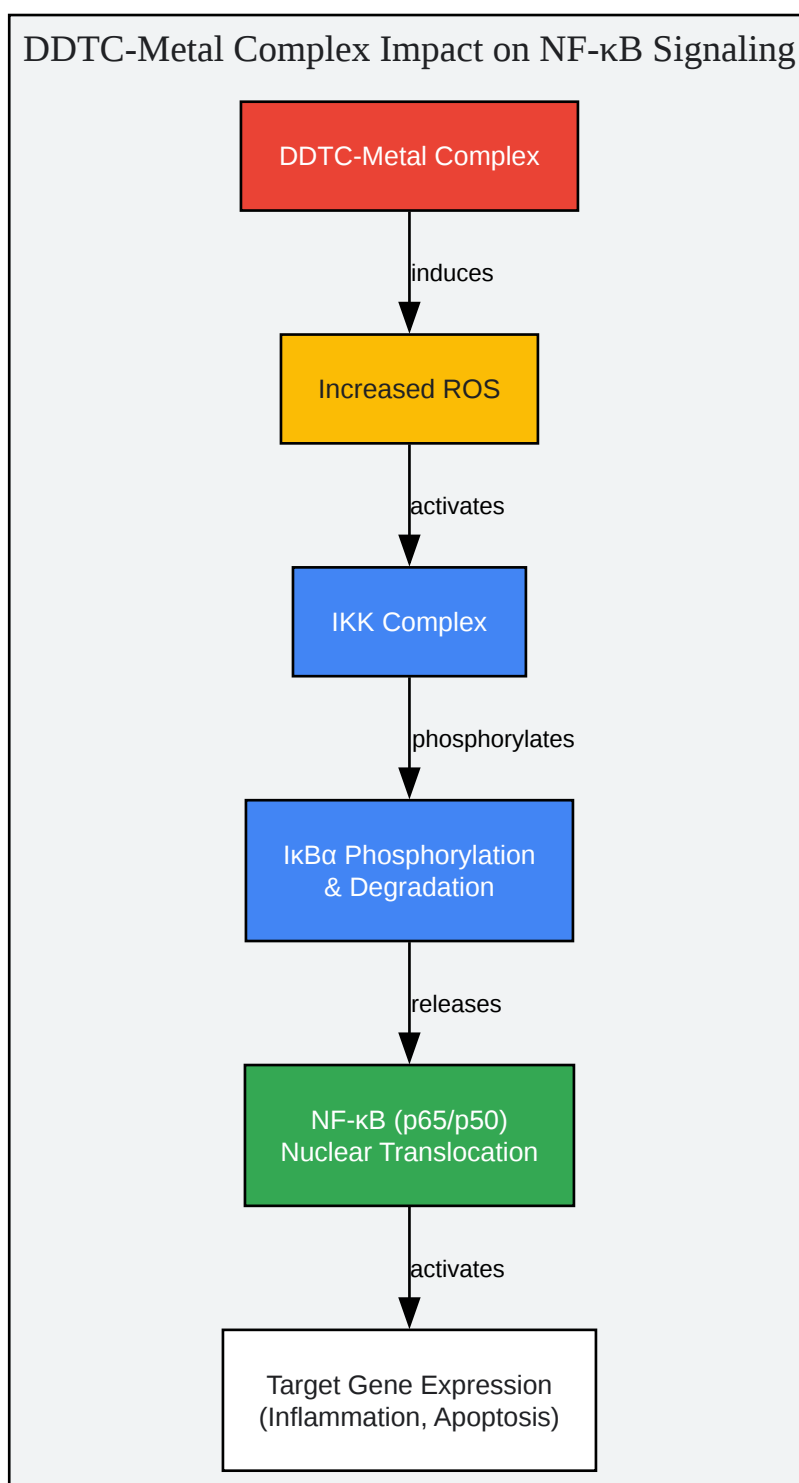 DDTC-Metal Complex Impact on NF-κB Signaling
DDTC-Metal Complex
induces
Increased ROS
activates
IKK Complex
phosphorylates
IκBα Phosphorylation
& Degradation
releases
NF-κB (p65/p50)
Nuclear Translocation
activates
Target Gene Expression
(Inflammation, Apoptosis)